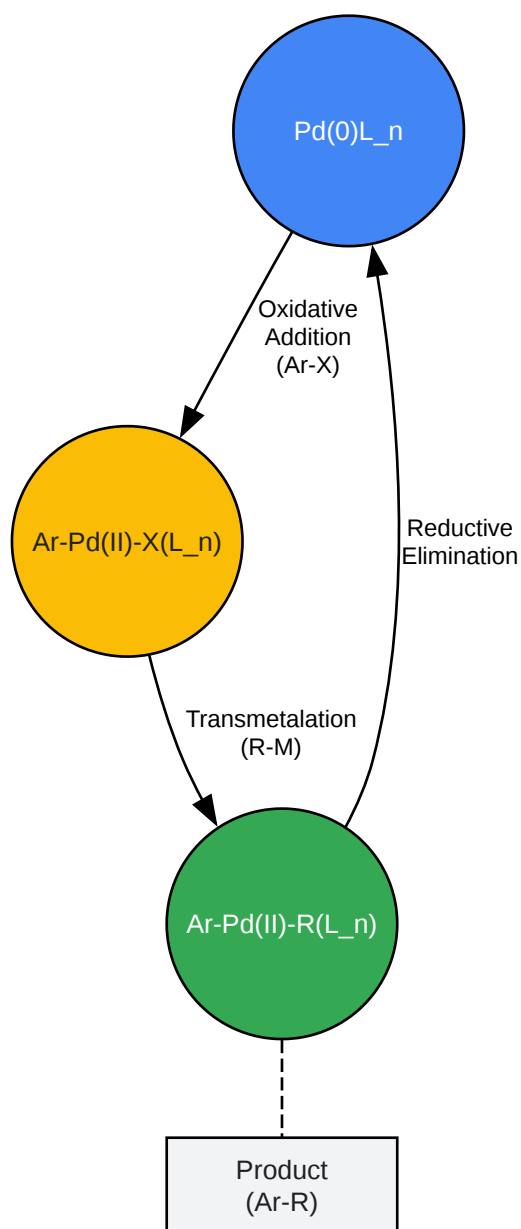 Pd(0)L_n
Oxidative
Addition
(Ar-X)
Ar-Pd(II)-X(L_n)
Reductive
Elimination
Transmetalation
(R-M)
Ar-Pd(II)-R(L_n)
Product
(Ar-R)